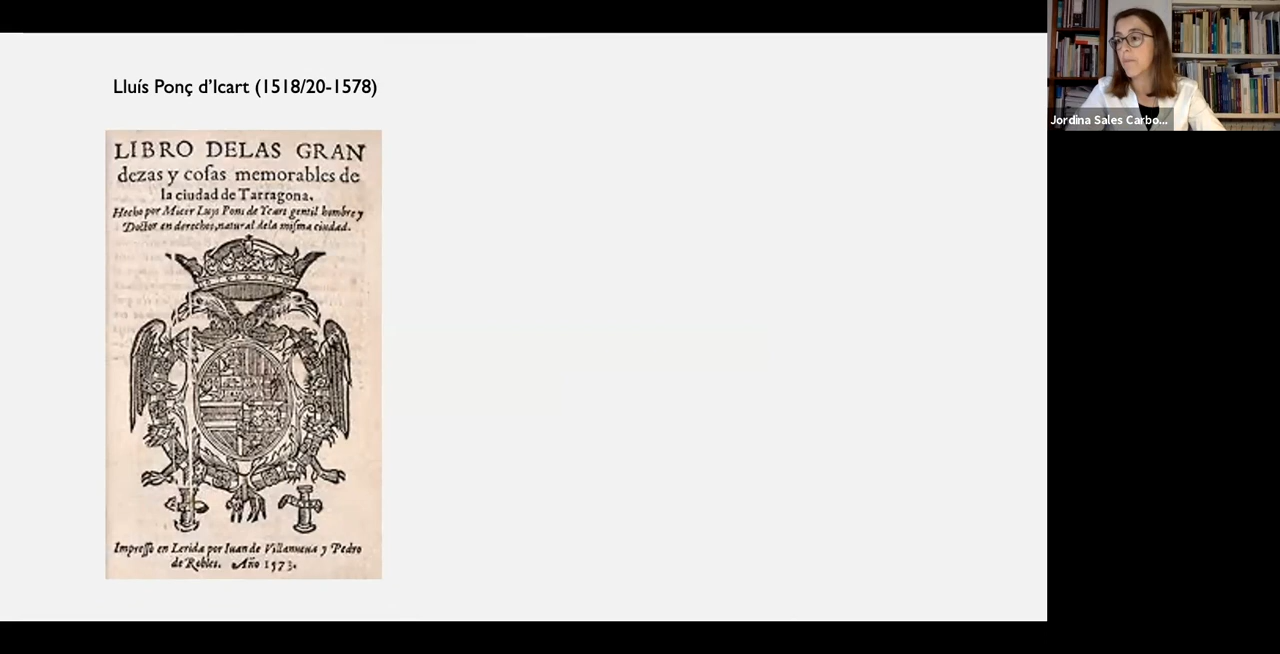 Lluís Ponç d'Icart (1518/20-1578)
LIBRO DELAS GRAN
dezas y coſas memorables de
la ciudad de Tarragona.
Hecho por Micer Luys Pons de Ycart gentil hombre y
Doctor en derechos, natural dela miſma ciudad.
Impreſſo en Lerida por Iuan de Villanueua y Pedro
de Robles. Año 1573.
Jordina Sales Carbo...